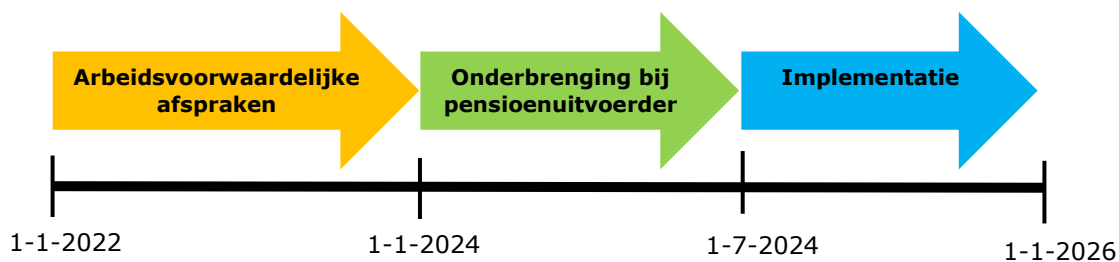 Arbeidsvoorwaardelijke
afspraken
Onderbrenging bij
pensioenuitvoerder
Implementatie
1-1-2022
1-1-2024
1-7-2024
1-1-2026